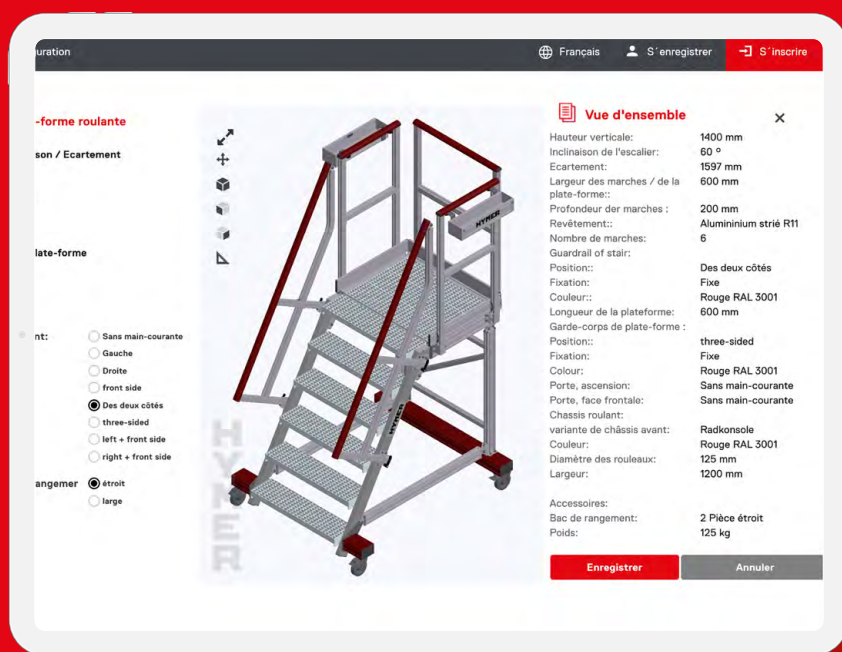 uration
Français
S´enregistrer
S´inscrire
-forme roulante
son / Ecartement
late-forme
nt:
Sans main-courante
Gauche
Droite
front side
Des deux côtés
three-sided
left + front side
right + front side
angemer
étroit
large
HYMER
HYMER
Vue d'ensemble
Hauteur verticale: 1400 mm
Inclinaison de l'escalier: 60 º
Ecartement: 1597 mm
Largeur des marches / de la 600 mm
plate-forme::
Profondeur der marches : 200 mm
Revêtement:: Alumininium strié R11
Nombre de marches: 6
Guardrail of stair:
Position:: Des deux côtés
Fixation: Fixe
Couleur:: Rouge RAL 3001
Longueur de la plateforme: 600 mm
Garde-corps de plate-forme :
Position:: three-sided
Fixation: Fixe
Colour: Rouge RAL 3001
Porte, ascension: Sans main-courante
Porte, face frontale: Sans main-courante
Chassis roulant:
variante de châssis avant: Radkonsole
Couleur: Rouge RAL 3001
Diamètre des rouleaux: 125 mm
Largeur: 1200 mm
Accessoires:
Bac de rangement: 2 Pièce étroit
Poids: 125 kg
Enregistrer
Annuler